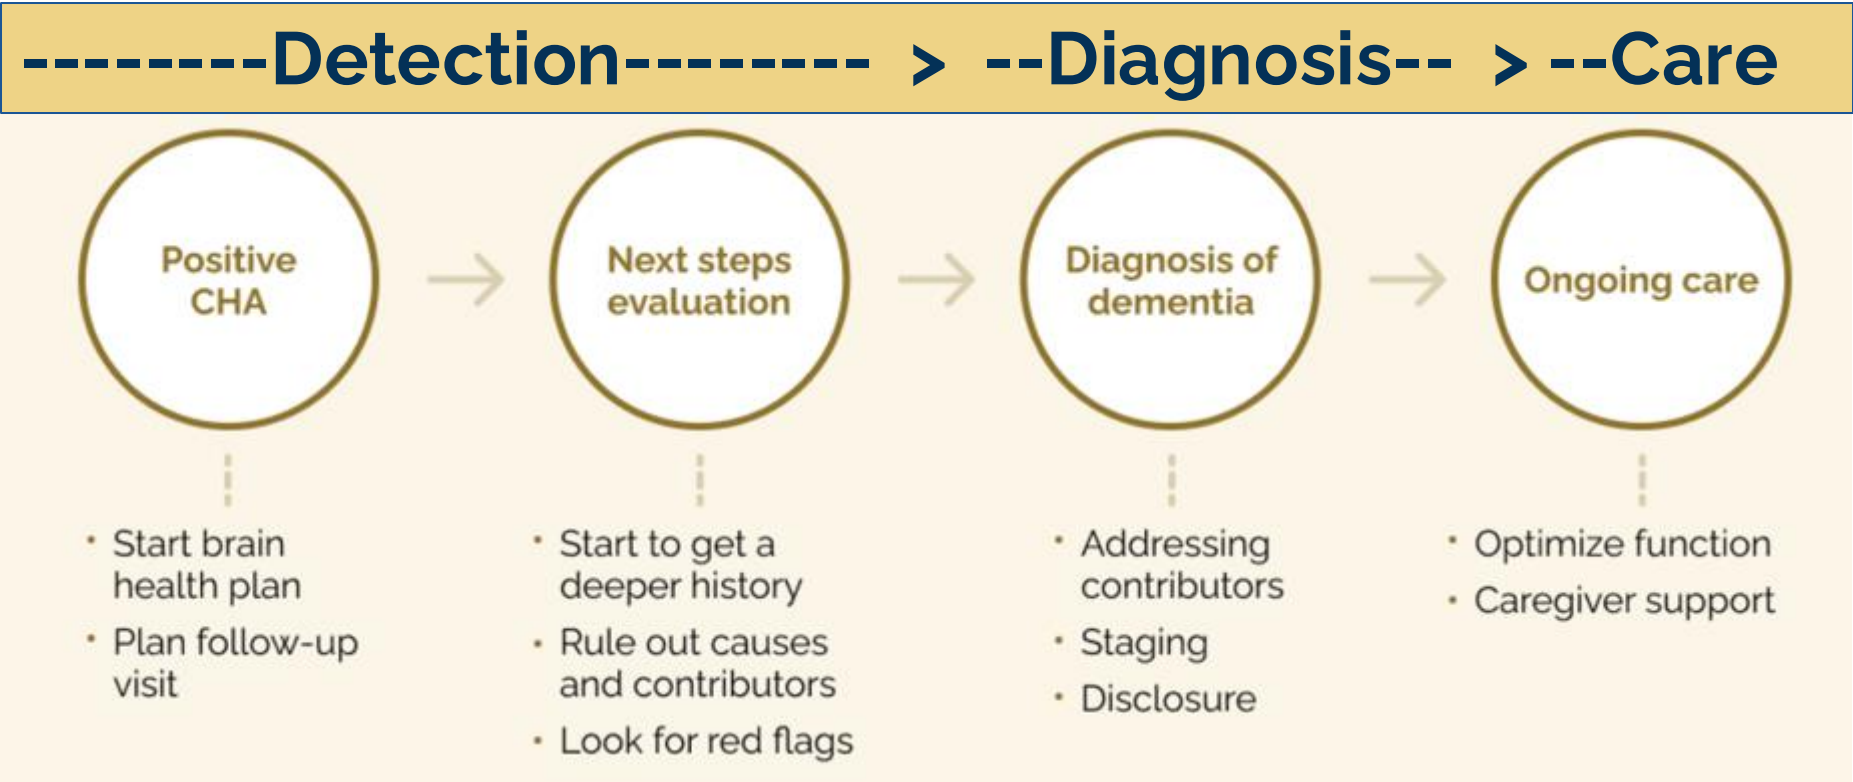 --------Detection-------- > --Diagnosis-- > --Care
Positive
CHA
Next steps
evaluation
Diagnosis of
dementia
Ongoing care
• Start brain
health plan
• Plan follow-up
visit
• Start to get a
deeper history
• Rule out causes
and contributors
• Look for red flags
• Addressing
contributors
• Staging
• Disclosure
• Optimize function
• Caregiver support